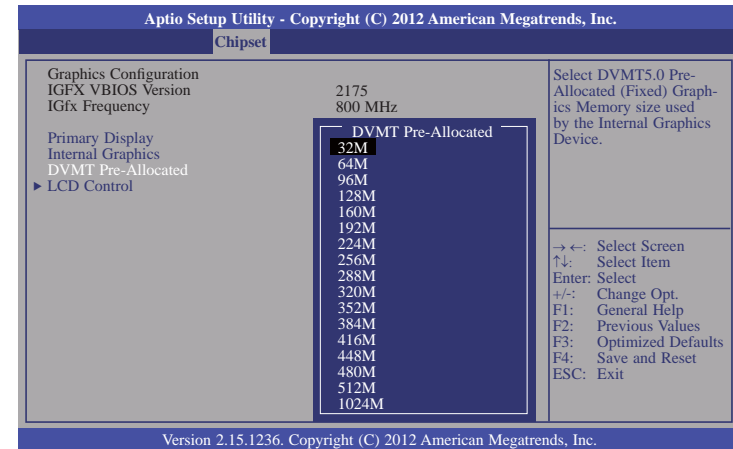 Aptio Setup Utility - Copyright (C) 2012 American Megatrends, Inc.
Chipset
Graphics Configuration
IGFX VBIOS Version 2175
IGfx Frequency 800 MHz
Primary Display
Internal Graphics
DVMT Pre-Allocated
▶ LCD Control
DVMT Pre-Allocated
32M
64M
96M
128M
160M
192M
224M
256M
288M
320M
352M
384M
416M
448M
480M
512M
1024M
Select DVMT5.0 Pre-
Allocated (Fixed) Graph-
ics Memory size used
by the Internal Graphics
Device.
→←: Select Screen
↑↓: Select Item
Enter: Select
+/-: Change Opt.
F1: General Help
F2: Previous Values
F3: Optimized Defaults
F4: Save and Reset
ESC: Exit
Version 2.15.1236. Copyright (C) 2012 American Megatrends, Inc.